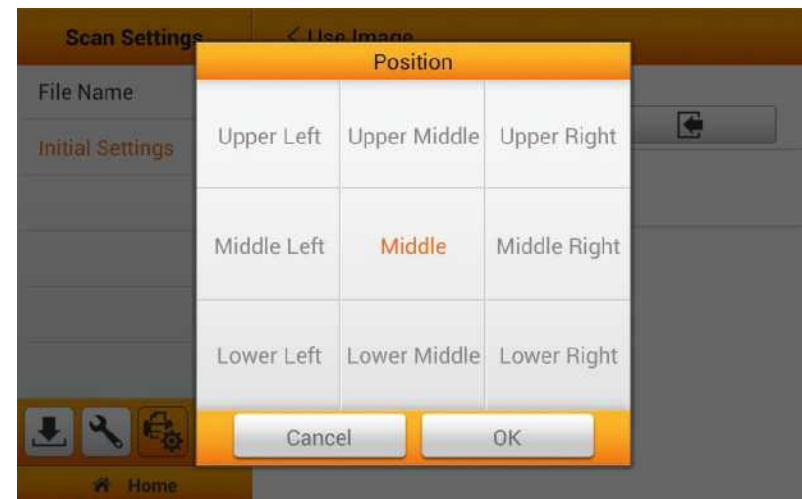 Scan Settings
< Use Image
Position
File Name
Initial Settings
Upper Left
Upper Middle
Upper Right
Middle Left
Middle
Middle Right
Lower Left
Lower Middle
Lower Right
Cancel
OK
Home